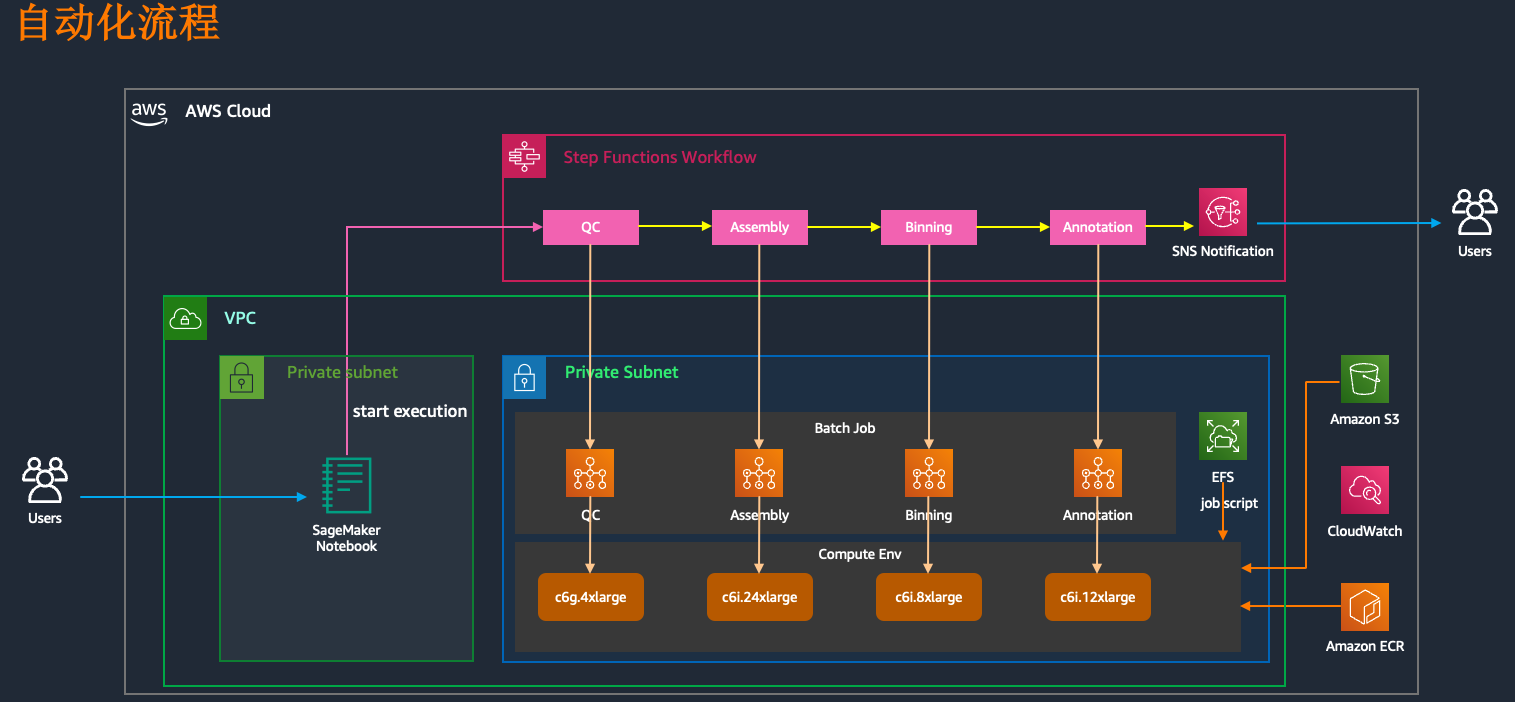 自动化流程
aws
AWS Cloud
Step Functions Workflow
QC
Assembly
Binning
Annotation
SNS Notification
Users
VPC
Private subnet
start execution
Users
SageMaker
Notebook
Private Subnet
Batch Job
QC
Assembly
Binning
Annotation
EFS
job script
Compute Env
c6g.4xlarge
c6i.24xlarge
c6i.8xlarge
c6i.12xlarge
Amazon S3
CloudWatch
Amazon ECR